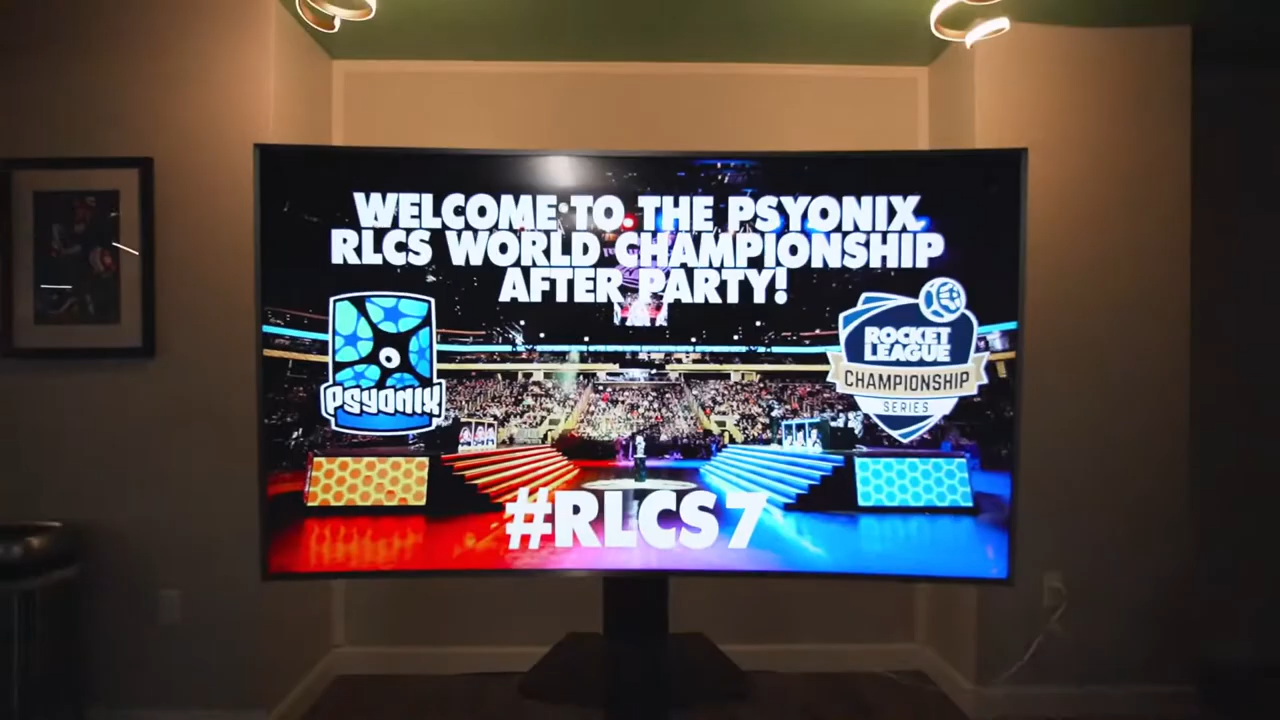 WELCOME TO THE PSYONIX
RLCS WORLD CHAMPIONSHIP
AFTER PARTY!
PSYONIX
ROCKET
LEAGUE
CHAMPIONSHIP
SERIES
#RLCS7